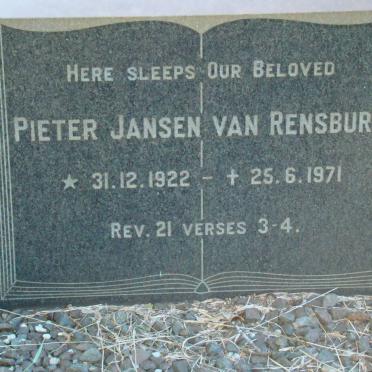 HERE SLEEPS OUR BELOVED
PIETER JANSEN VAN RENSBUR
★ 31.12.1922 – ✝ 25.6.1971
REV. 21 VERSES 3-4.